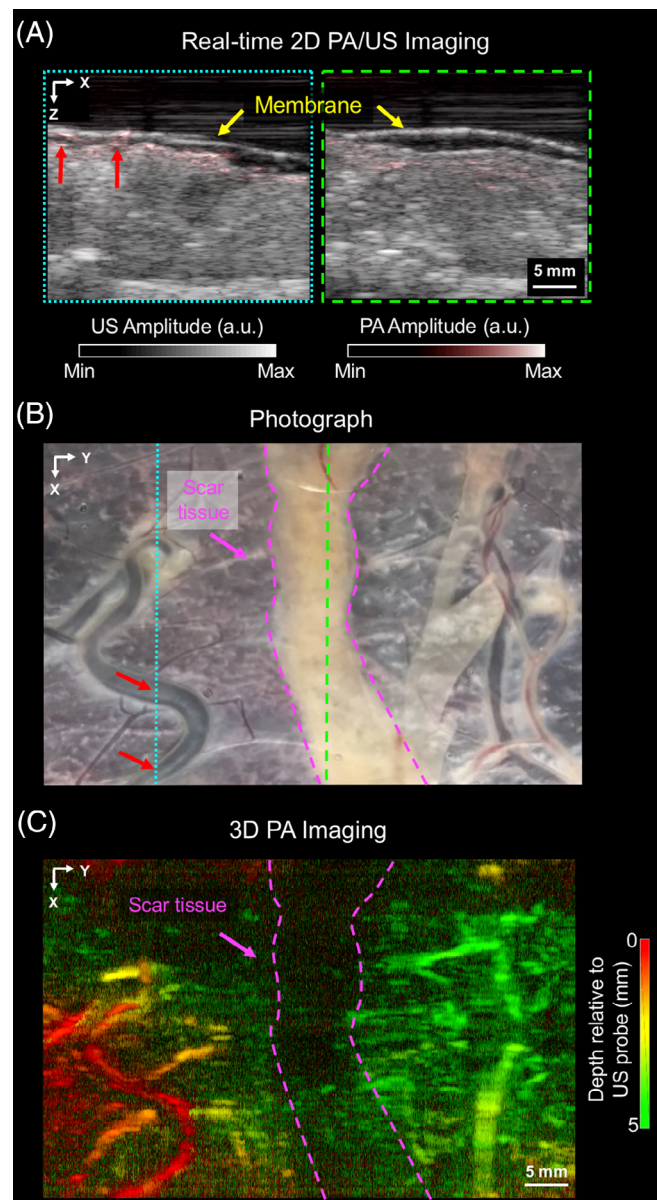 (A)
Real-time 2D PA/US Imaging
X
Z
Membrane
5 mm
US Amplitude (a.u.)
PA Amplitude (a.u.)
Min
Max
Min
Max
(B)
Photograph
Y
X
Scar
tissue
(C)
3D PA Imaging
Y
X
Scar tissue
5 mm
0
Depth relative to
US probe (mm)
5